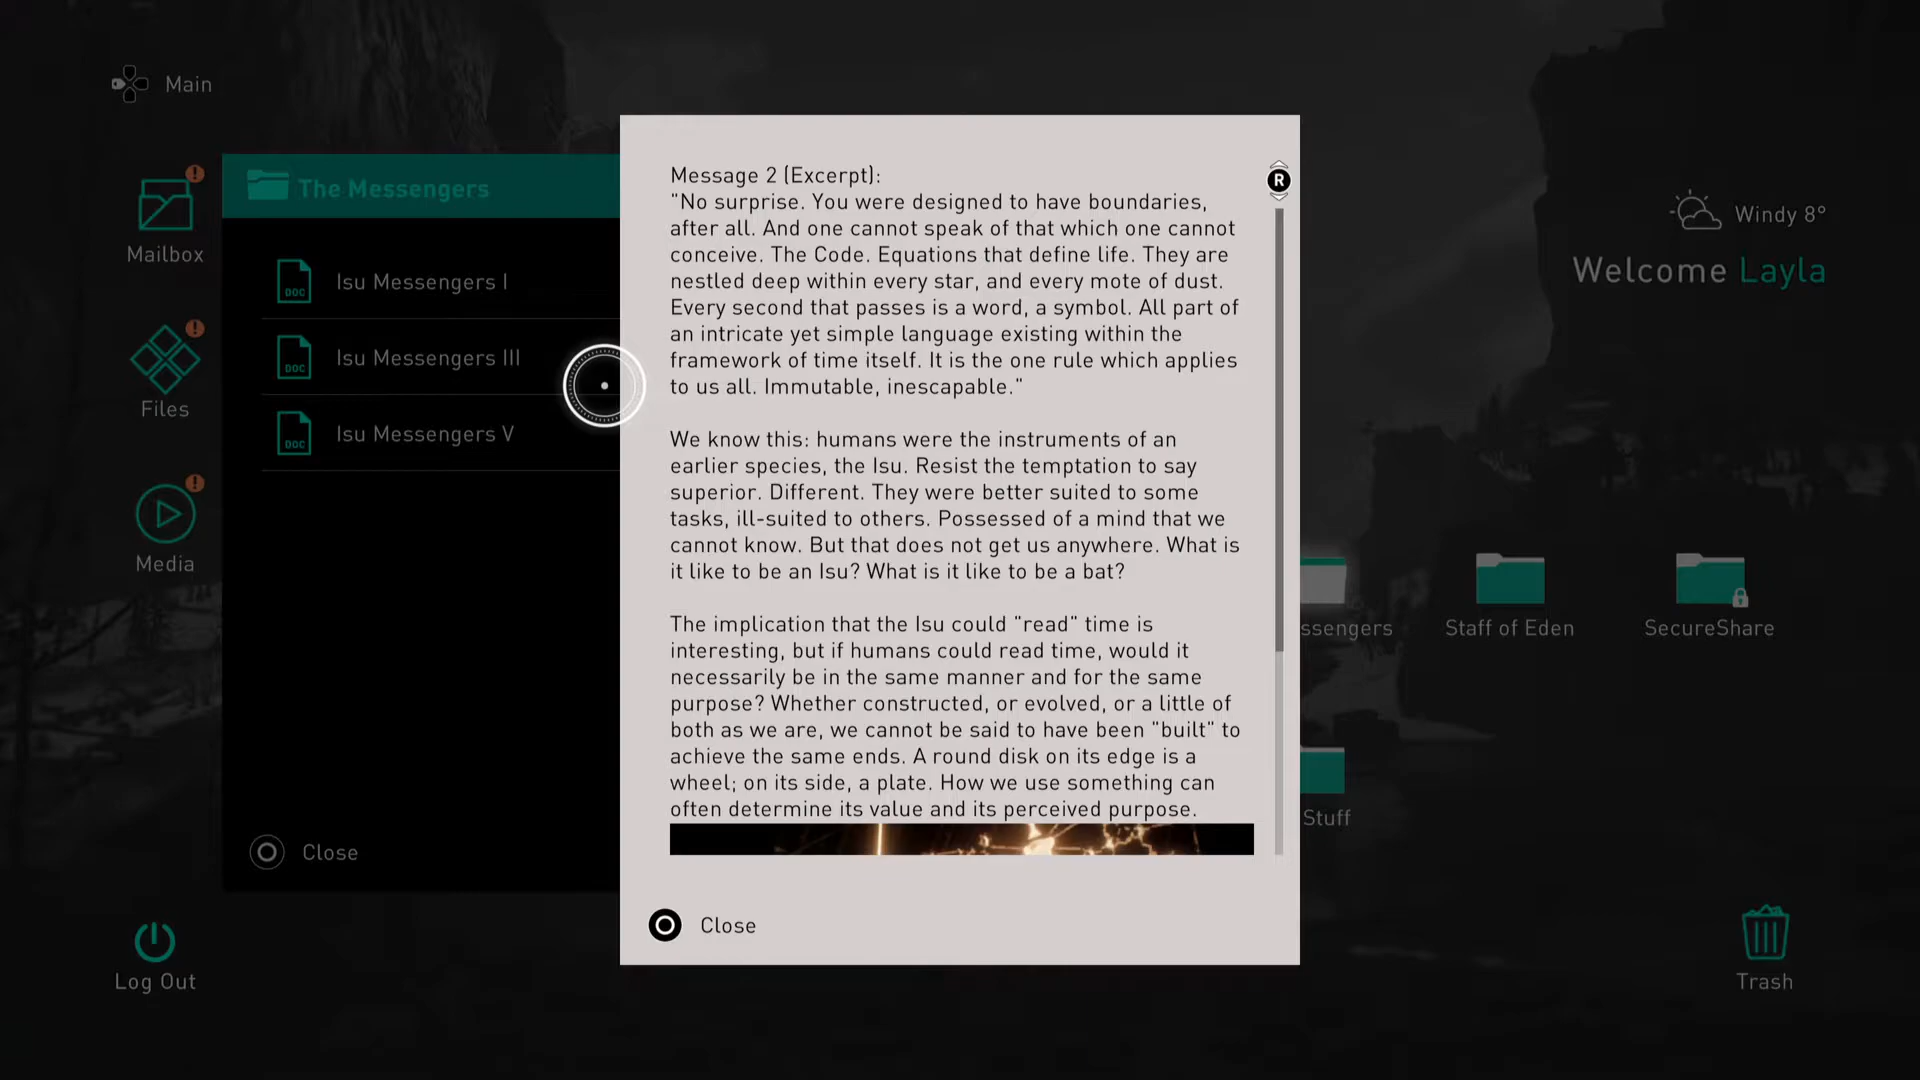 Main
Mailbox
Files
Media
Log Out
The Messengers
DOC
Isu Messengers I
DOC
Isu Messengers III
DOC
Isu Messengers V
Close
Message 2 (Excerpt):
"No surprise. You were designed to have boundaries,
after all. And one cannot speak of that which one cannot
conceive. The Code. Equations that define life. They are
nestled deep within every star, and every mote of dust.
Every second that passes is a word, a symbol. All part of
an intricate yet simple language existing within the
framework of time itself. It is the one rule which applies
to us all. Immutable, inescapable."
We know this: humans were the instruments of an
earlier species, the Isu. Resist the temptation to say
superior. Different. They were better suited to some
tasks, ill-suited to others. Possessed of a mind that we
cannot know. But that does not get us anywhere. What is
it like to be an Isu? What is it like to be a bat?
The implication that the Isu could "read" time is
interesting, but if humans could read time, would it
necessarily be in the same manner and for the same
purpose? Whether constructed, or evolved, or a little of
both as we are, we cannot be said to have been "built" to
achieve the same ends. A round disk on its edge is a
wheel; on its side, a plate. How we use something can
often determine its value and its perceived purpose.
R
Close
Windy 8°
Welcome Layla
ssengers
Staff of Eden
SecureShare
Stuff
Trash